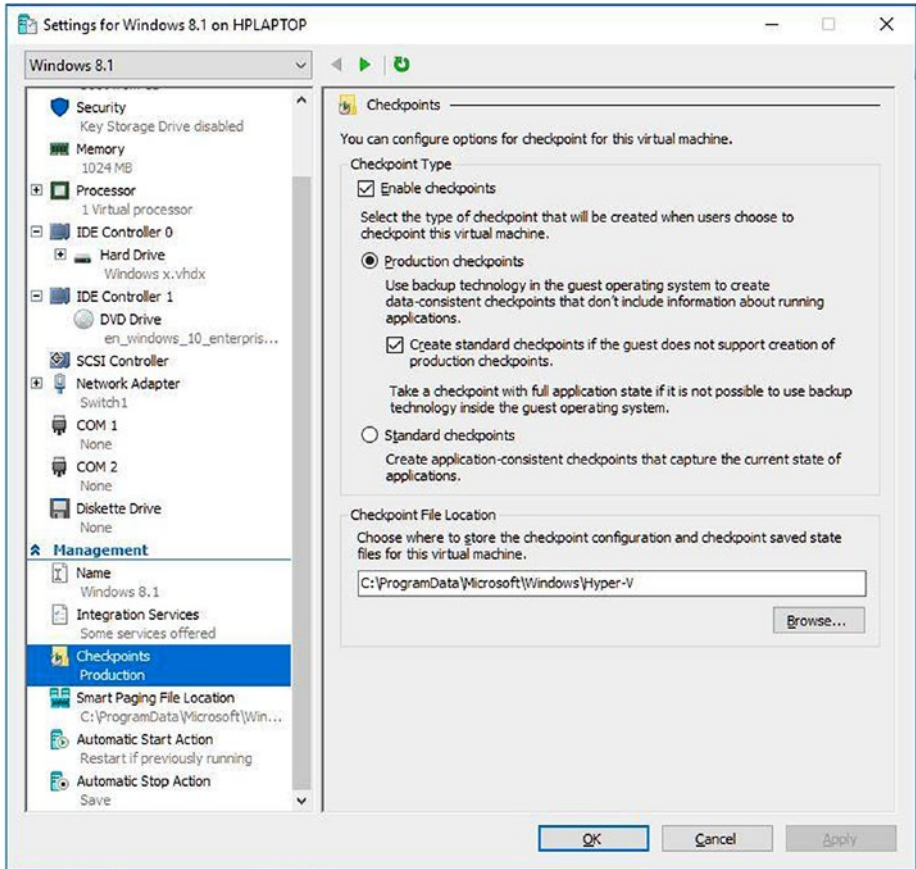 Settings for Windows 8.1 on HPLAPTOP
Windows 8.1
Security
Key Storage Drive disabled
Memory
1024 MB
Processor
1 Virtual processor
IDE Controller 0
Hard Drive
Windows x.vhdx
IDE Controller 1
DVD Drive
en_windows_10_enterpris...
SCSI Controller
Network Adapter
Switch1
COM 1
None
COM 2
None
Diskette Drive
None
Management
Name
Windows 8.1
Integration Services
Some services offered
Checkpoints
Production
Smart Paging File Location
C:\ProgramData\Microsoft\Win...
Automatic Start Action
Restart if previously running
Automatic Stop Action
Save
Checkpoints
You can configure options for checkpoint for this virtual machine.
Checkpoint Type
Enable checkpoints
Select the type of checkpoint that will be created when users choose to
checkpoint this virtual machine.
Production checkpoints
Use backup technology in the guest operating system to create
data-consistent checkpoints that don't include information about running
applications.
Create standard checkpoints if the guest does not support creation of
production checkpoints.
Take a checkpoint with full application state if it is not possible to use backup
technology inside the guest operating system.
Standard checkpoints
Create application-consistent checkpoints that capture the current state of
applications.
Checkpoint File Location
Choose where to store the checkpoint configuration and checkpoint saved state
files for this virtual machine.
C:\ProgramData\Microsoft\Windows\Hyper-V
Browse...
OK
Cancel
Apply